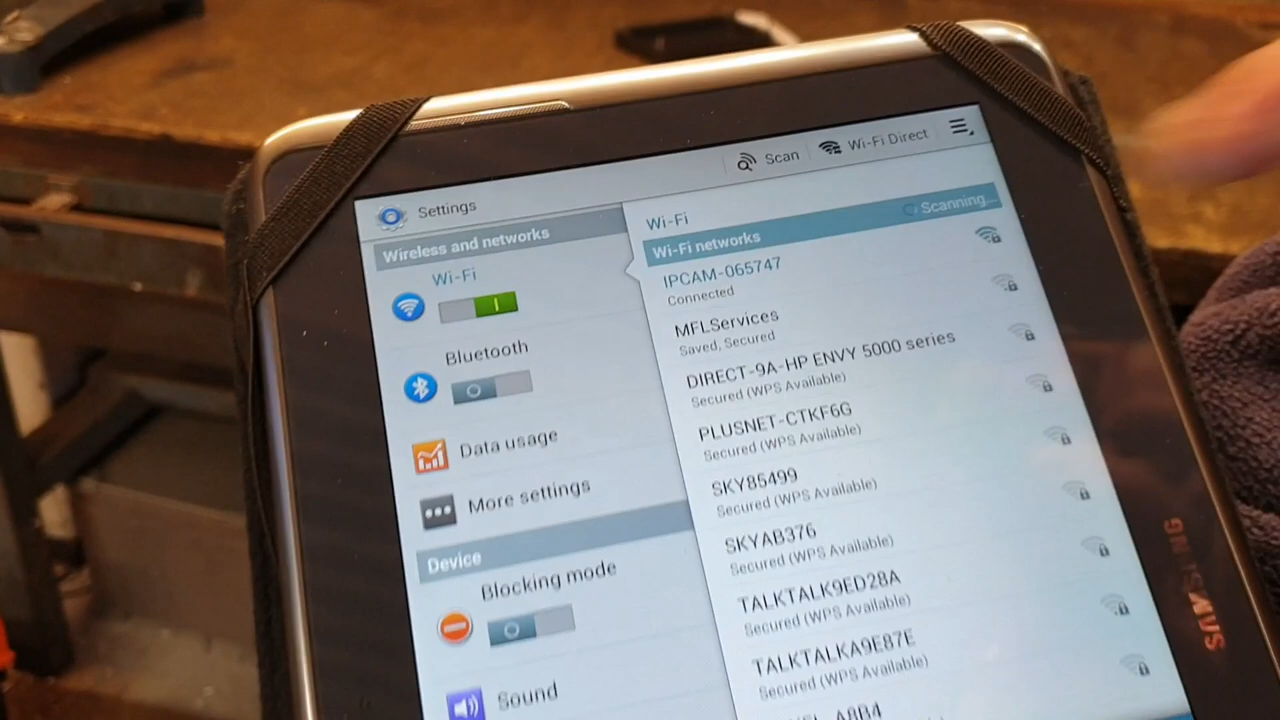 Scan
Wi-Fi Direct
Settings
Wireless and networks
Wi-Fi
Bluetooth
Data usage
More settings
Device
Blocking mode
Sound
Wi-Fi
Wi-Fi networks
Scanning...
IPCAM-065747
Connected
MFLServices
Saved, Secured
DIRECT-9A-HP ENVY 5000 series
Secured (WPS Available)
PLUSNET-CTKF6G
Secured (WPS Available)
SKY85499
Secured (WPS Available)
SKYAB376
Secured (WPS Available)
TALKTALK9ED28A
Secured (WPS Available)
TALKTALKA9E87E
Secured (WPS Available)
SAMSUNG